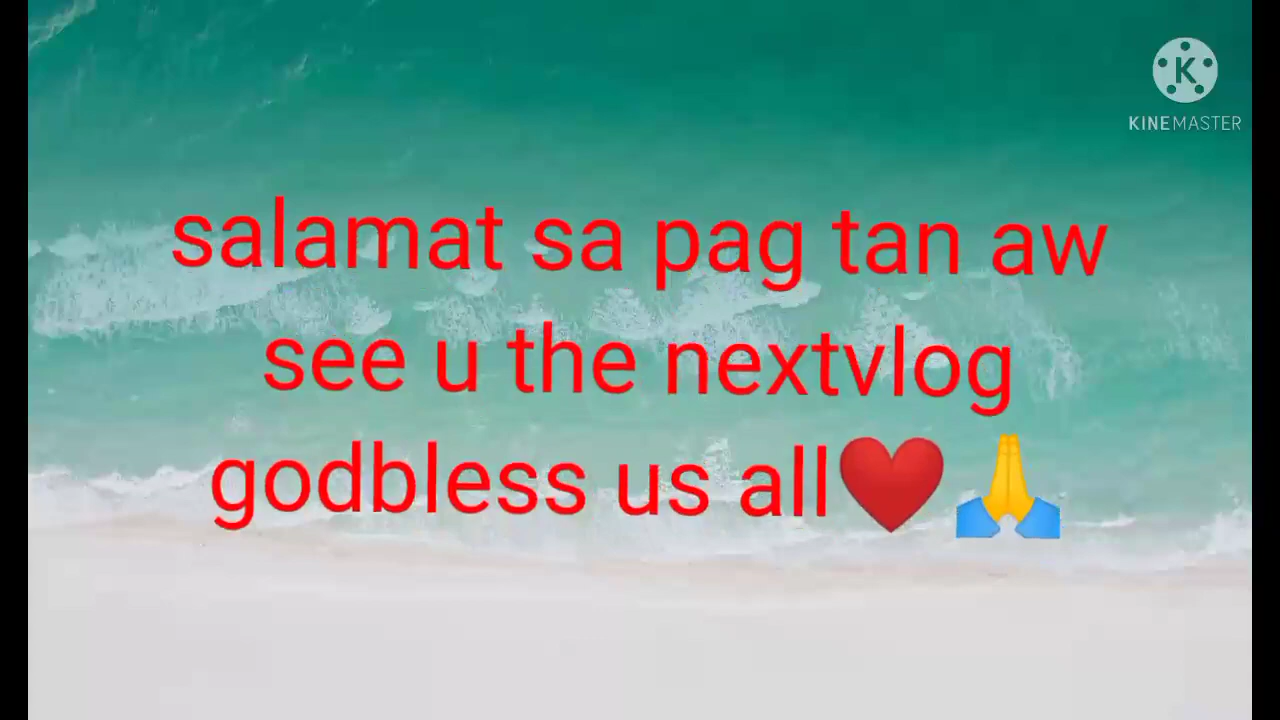 KINEMASTER
salamat sa pag tan aw
see u the nextvlog
godbless us all❤️🙏